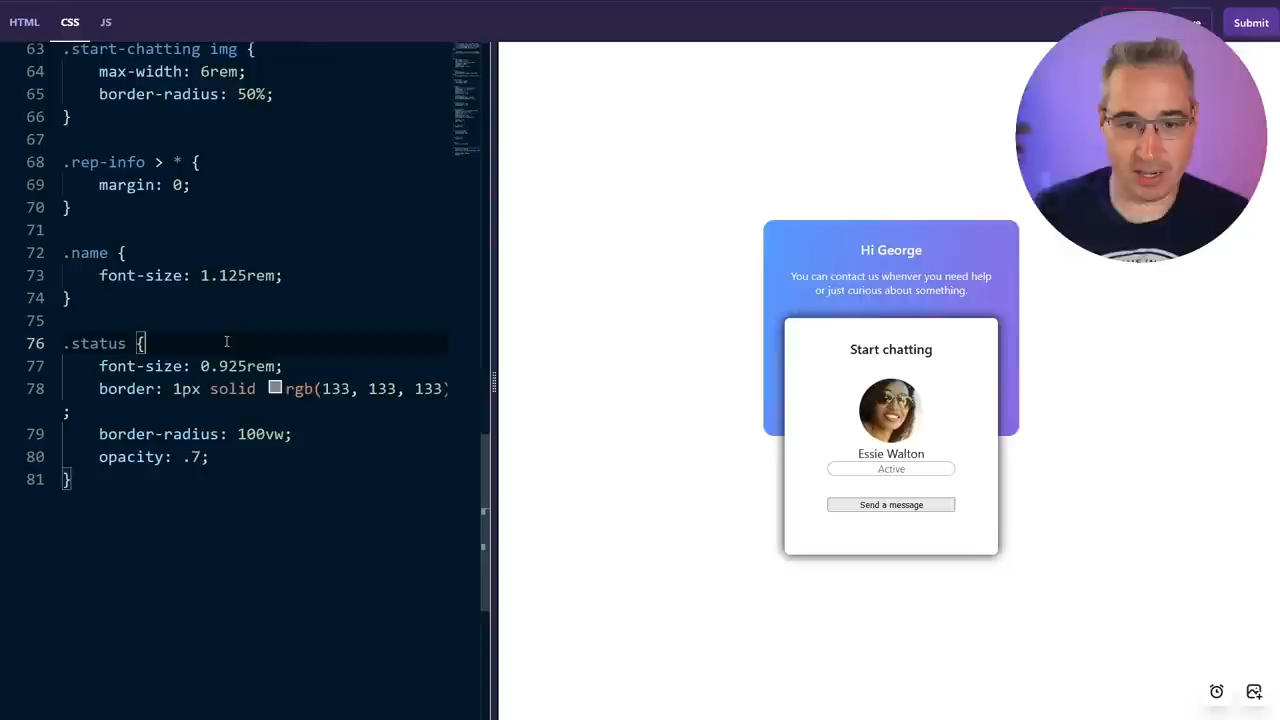 HTML CSS JS
Submit
63 .start-chatting img {
64 max-width: 6rem;
65 border-radius: 50%;
66 }
67
68 .rep-info > * {
69 margin: 0;
70 }
71
72 .name {
73 font-size: 1.125rem;
74 }
75
76 .status {
77 font-size: 0.925rem;
78 border: 1px solid rgb(133, 133, 133)
;
79 border-radius: 100vw;
80 opacity: .7;
81 }
Hi George
You can contact us whenver you need help
or just curious about something.
Start chatting
Essie Walton
Active
Send a message